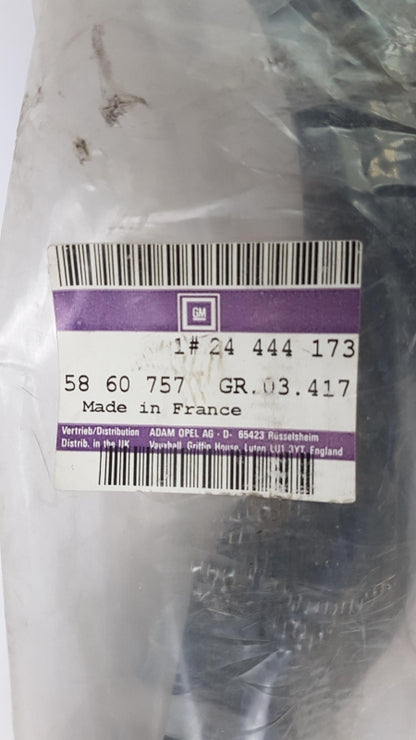 GM
1# 24 444 173
58 60 757 GR.03.417
Made in France
Vertrieb/Distribution ADAM OPEL AG · D- 65423 Rüsselsheim
Distrib. in the UK Vauxhall, Griffin House, Luton LU1 3YT, England